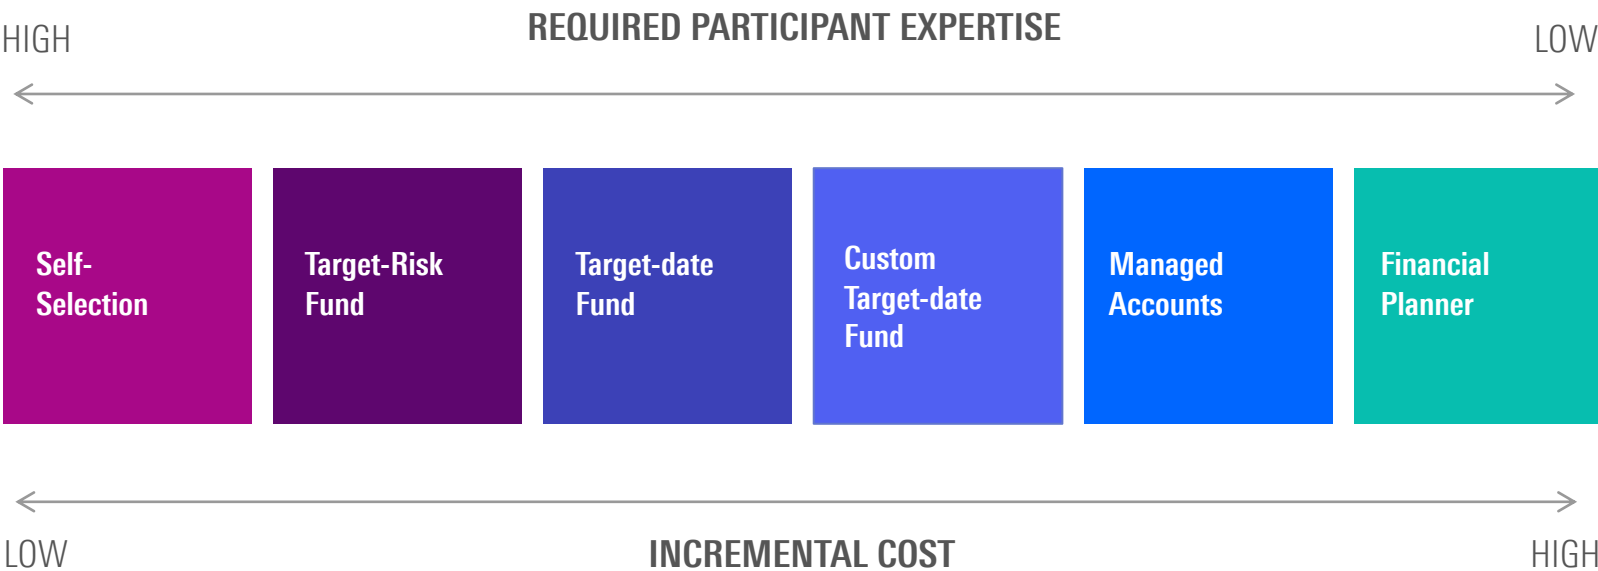 REQUIRED PARTICIPANT EXPERTISE
HIGH
LOW
Self-
Selection
Target-Risk
Fund
Target-date
Fund
Custom
Target-date
Fund
Managed
Accounts
Financial
Planner
LOW
INCREMENTAL COST
HIGH